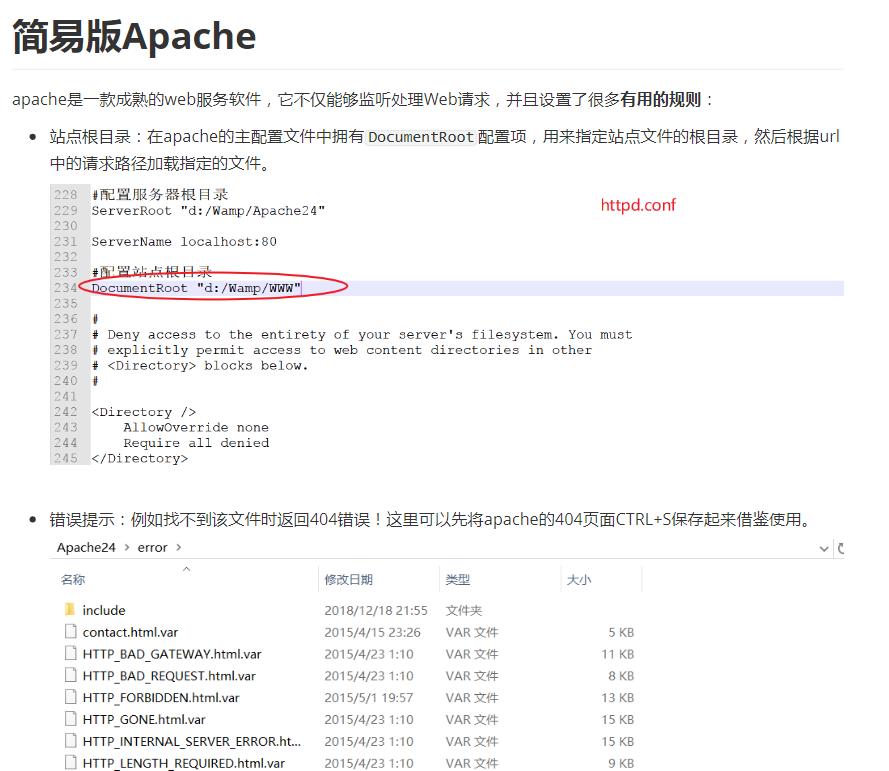 简易版Apache
apache是一款成熟的web服务软件，它不仅能够监听处理Web请求，并且设置了很多有用的规则：
站点根目录：在apache的主配置文件中拥有 DocumentRoot 配置项，用来指定站点文件的根目录，然后根据url
中的请求路径加载指定的文件。
228 #配置服务器根目录
httpd.conf
229 ServerRoot "d:/Wamp/Apache24"
230
231 ServerName localhost:80
232
233 #配置站点根目录
234 DocumentRoot "d:/Wamp/WWW"
235
236 #
237 # Deny access to the entirety of your server's filesystem. You must
238 # explicitly permit access to web content directories in other
239 # <Directory> blocks below.
240 #
241
242 <Directory />
243 AllowOverride none
244 Require all denied
245 </Directory>
错误提示：例如找不到该文件时返回404错误！这里可以先将apache的404页面CTRL+S保存起来借鉴使用。
Apache24 > error >
名称 修改日期 类型 大小
include 2018/12/18 21:55 文件夹
contact.html.var 2015/4/15 23:26 VAR 文件 5 KB
HTTP_BAD_GATEWAY.html.var 2015/4/23 1:10 VAR 文件 11 KB
HTTP_BAD_REQUEST.html.var 2015/4/23 1:10 VAR 文件 8 KB
HTTP_FORBIDDEN.html.var 2015/5/1 19:57 VAR 文件 13 KB
HTTP_GONE.html.var 2015/4/23 1:10 VAR 文件 15 KB
HTTP_INTERNAL_SERVER_ERROR.ht... 2015/4/23 1:10 VAR 文件 15 KB
HTTP_LENGTH_REQUIRED.html.var 2015/4/23 1:10 VAR 文件 9 KB